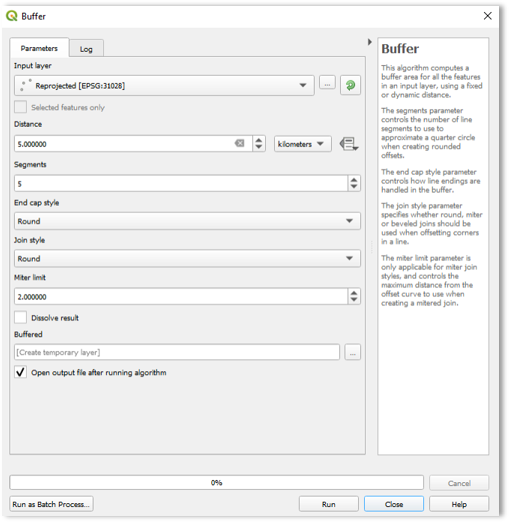 Buffer
Parameters
Log
Input layer
Reprojected [EPSG:31028]
...
Selected features only
Distance
5.000000
kilometers
Segments
5
End cap style
Round
Join style
Round
Miter limit
2.000000
Dissolve result
Buffered
[Create temporary layer]
...
Open output file after running algorithm
Buffer
This algorithm computes a
buffer area for all the features
in an input layer, using a fixed
or dynamic distance.
The segments parameter
controls the number of line
segments to use to
approximate a quarter circle
when creating rounded
offsets.
The end cap style parameter
controls how line endings are
handled in the buffer.
The join style parameter
specifies whether round, miter
or beveled joins should be
used when offsetting corners
in a line.
The miter limit parameter is
only applicable for miter join
styles, and controls the
maximum distance from the
offset curve to use when
creating a mitered join.
0%
Cancel
Run as Batch Process...
Run
Close
Help